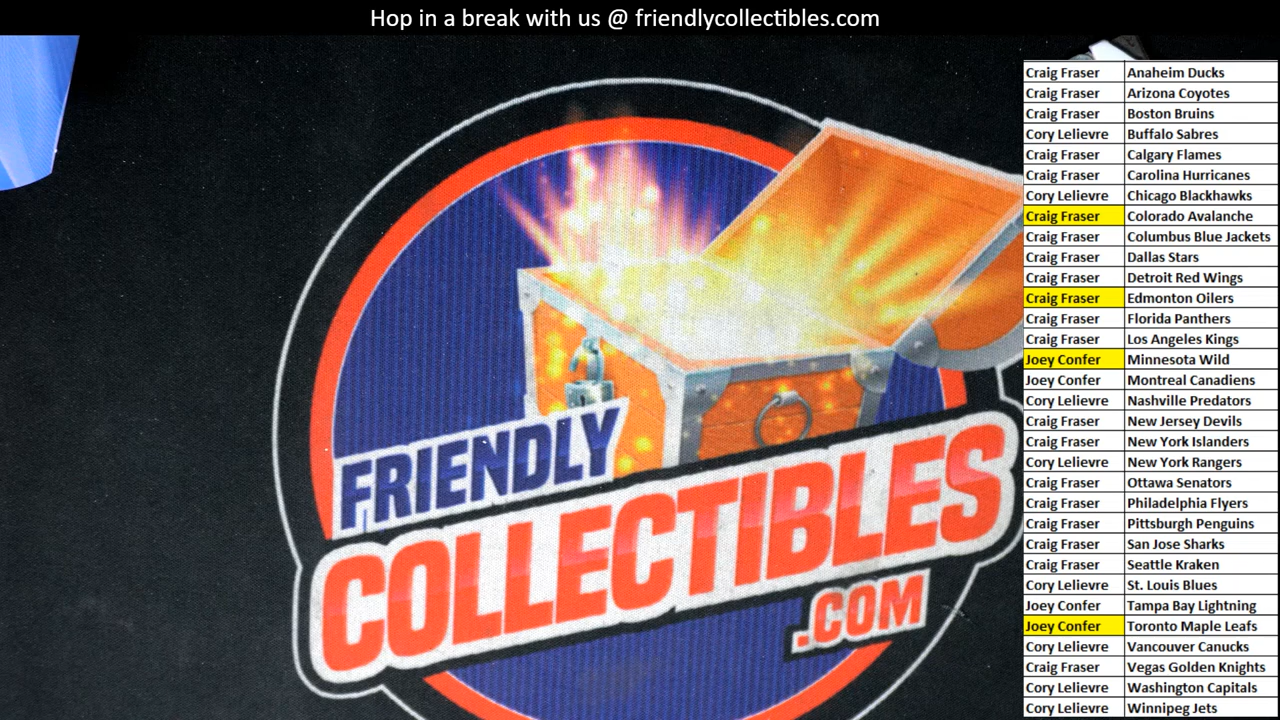 Hop in a break with us @ friendlycollectibles.com
Craig Fraser Anaheim Ducks
Craig Fraser Arizona Coyotes
Craig Fraser Boston Bruins
Cory Lelievre Buffalo Sabres
Craig Fraser Calgary Flames
Craig Fraser Carolina Hurricanes
Cory Lelievre Chicago Blackhawks
Craig Fraser Colorado Avalanche
Craig Fraser Columbus Blue Jackets
Craig Fraser Dallas Stars
Craig Fraser Detroit Red Wings
Craig Fraser Edmonton Oilers
Craig Fraser Florida Panthers
Craig Fraser Los Angeles Kings
Joey Confer Minnesota Wild
Joey Confer Montreal Canadiens
Cory Lelievre Nashville Predators
Craig Fraser New Jersey Devils
Craig Fraser New York Islanders
Cory Lelievre New York Rangers
Craig Fraser Ottawa Senators
Craig Fraser Philadelphia Flyers
Craig Fraser Pittsburgh Penguins
Craig Fraser San Jose Sharks
Craig Fraser Seattle Kraken
Cory Lelievre St. Louis Blues
Joey Confer Tampa Bay Lightning
Joey Confer Toronto Maple Leafs
Cory Lelievre Vancouver Canucks
Craig Fraser Vegas Golden Knights
Cory Lelievre Washington Capitals
Cory Lelievre Winnipeg Jets
FRIENDLY
COLLECTIBLES
.COM